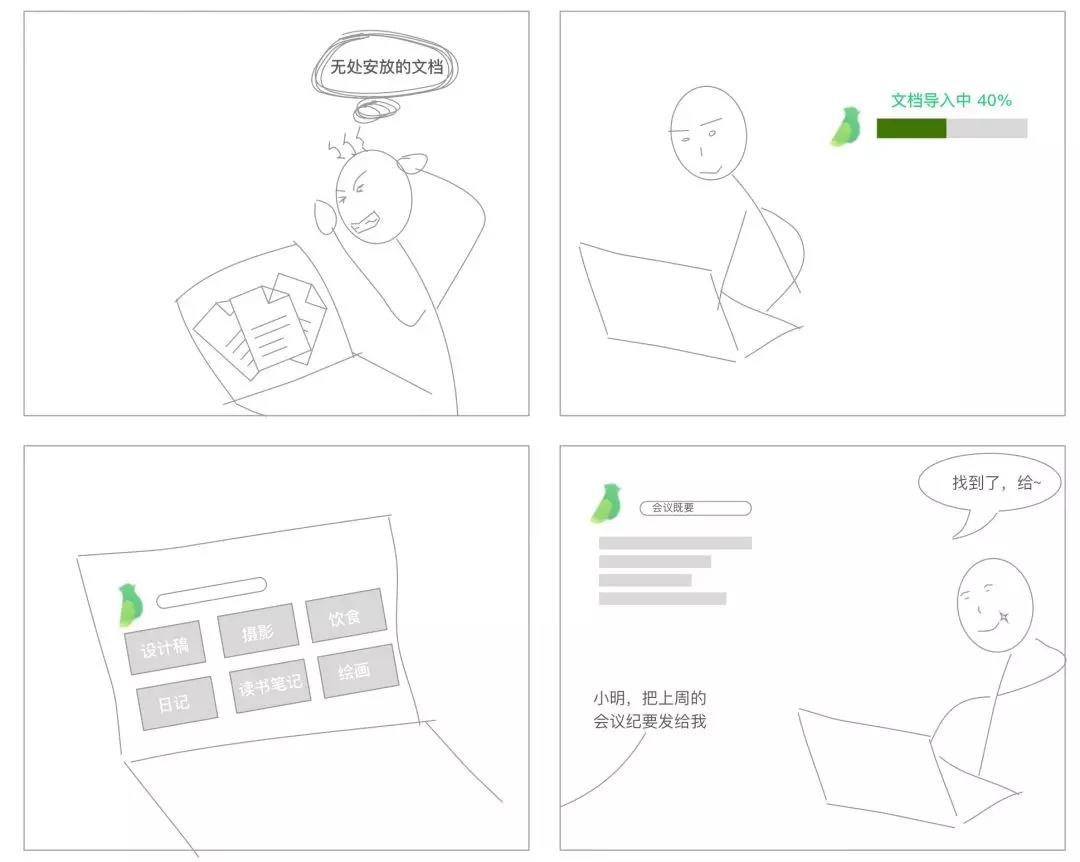 无处安放的文档
文档导入中 40%
设计稿
摄影
饮食
日记
读书笔记
绘画
会议既要
找到了，给~
小明，把上周的
会议纪要发给我